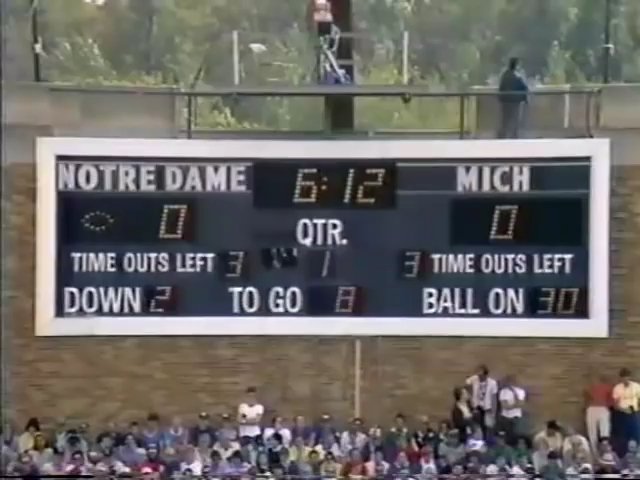 NOTRE DAME 6:12 MICH
0 QTR. 0
TIME OUTS LEFT 3 1 3 TIME OUTS LEFT
DOWN 2 TO GO 8 BALL ON 30